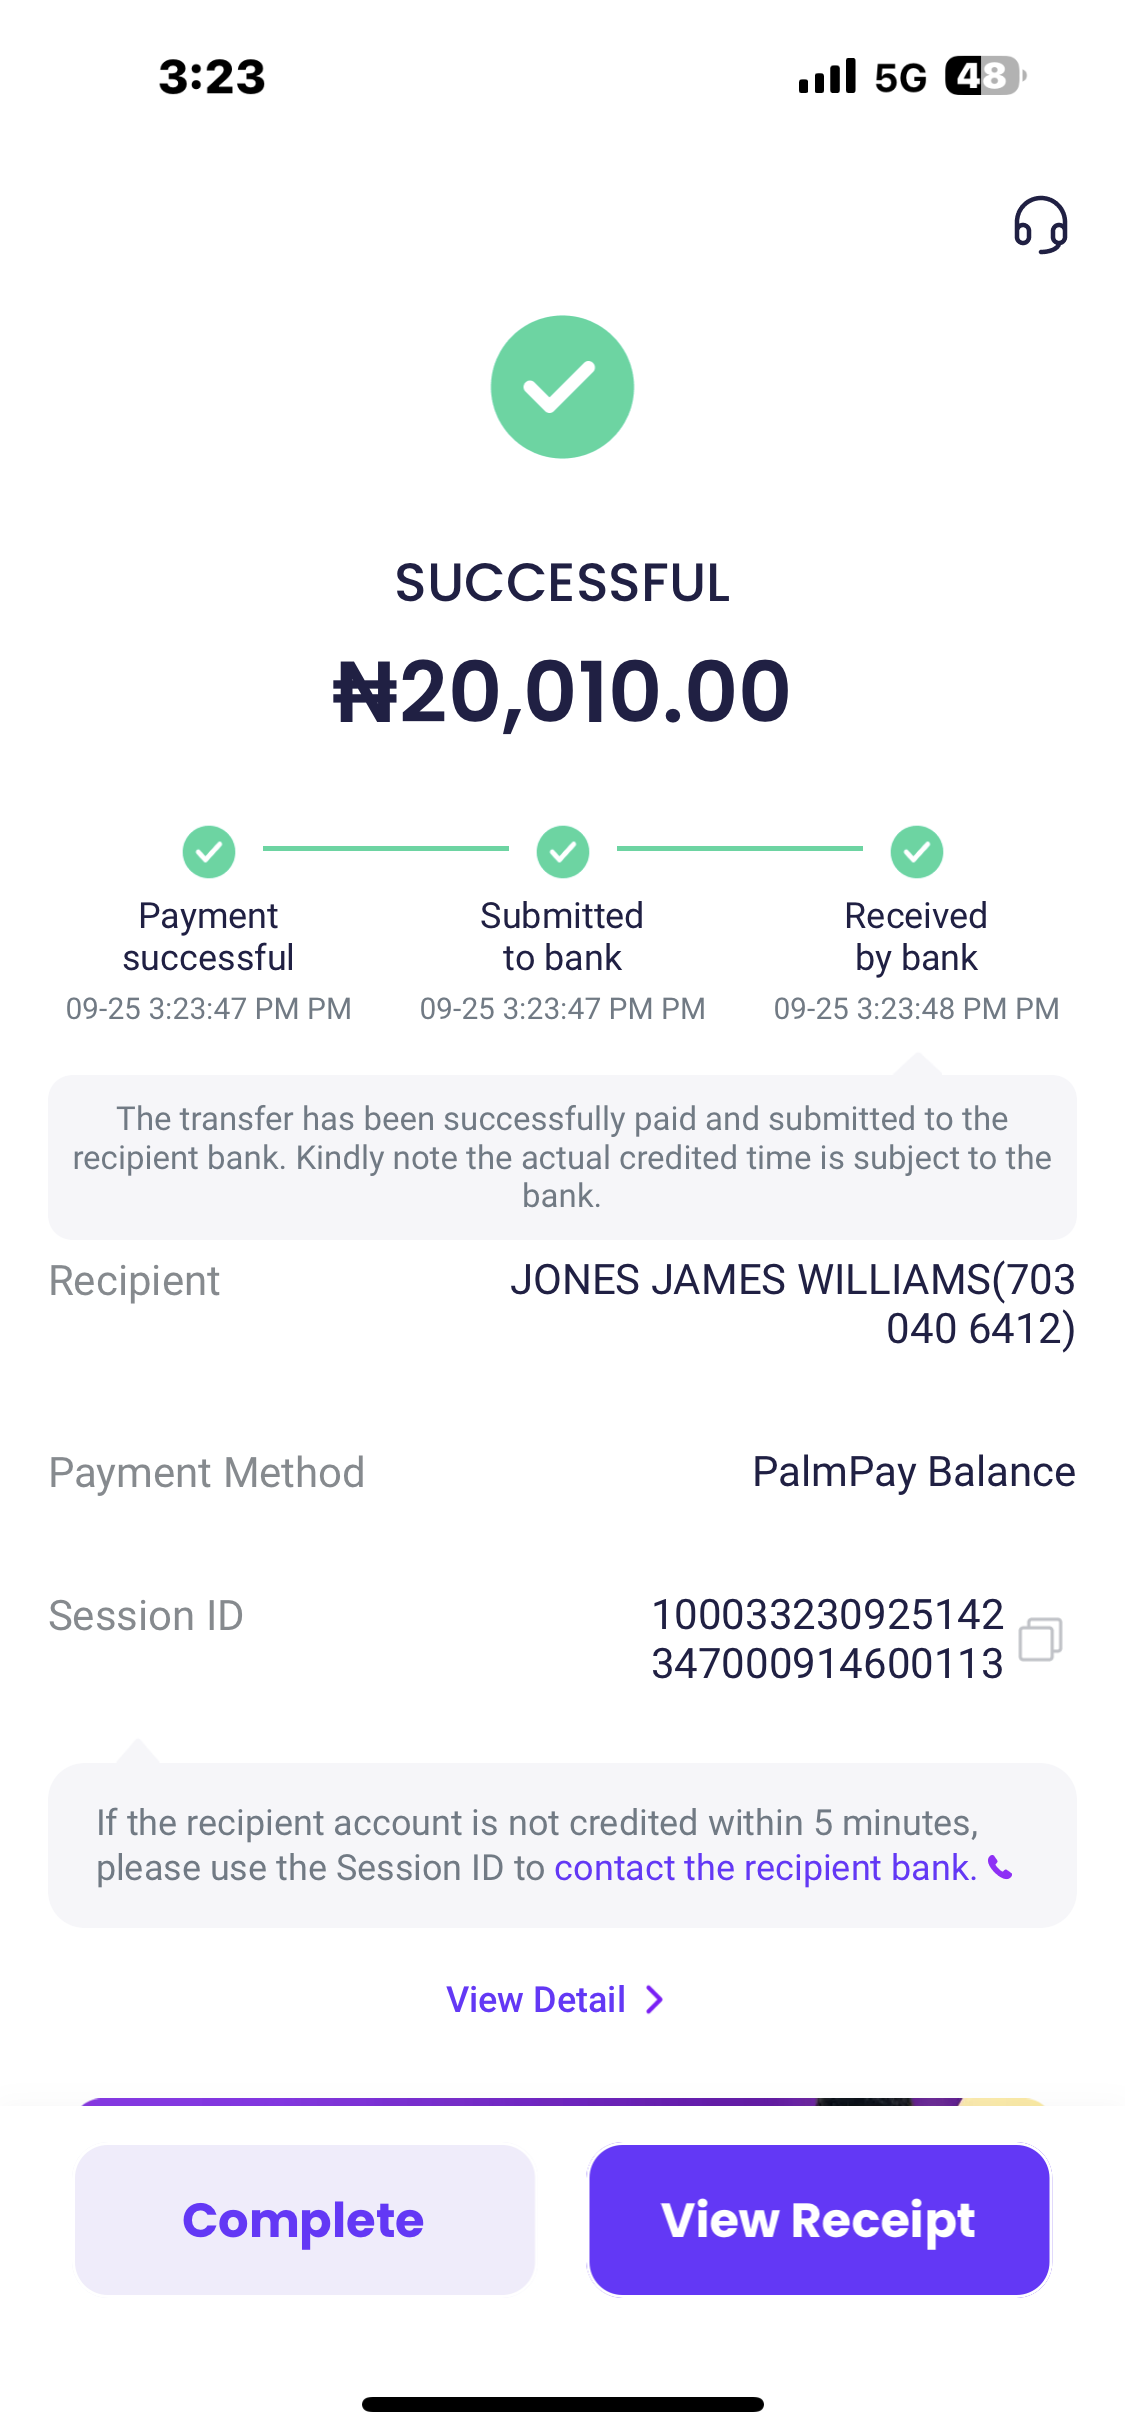 3:23
5G 48
SUCCESSFUL
₦20,010.00
Payment
successful
09-25 3:23:47 PM PM
Submitted
to bank
09-25 3:23:47 PM PM
Received
by bank
09-25 3:23:48 PM PM
The transfer has been successfully paid and submitted to the
recipient bank. Kindly note the actual credited time is subject to the
bank.
Recipient
JONES JAMES WILLIAMS(703
040 6412)
Payment Method
PalmPay Balance
Session ID
100033230925142
347000914600113
If the recipient account is not credited within 5 minutes,
please use the Session ID to contact the recipient bank.
View Detail
Complete
View Receipt